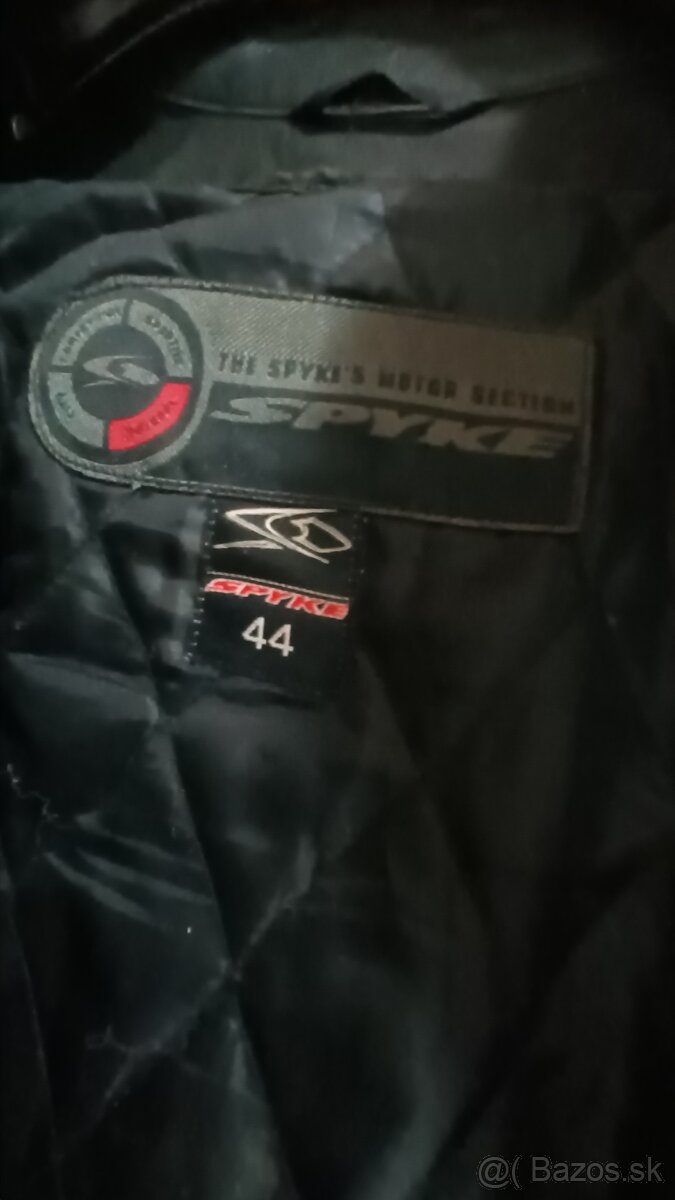 THE SPYKE'S MOTOR SECTION
SPYKE
SPYKE
44
@( Bazos.sk